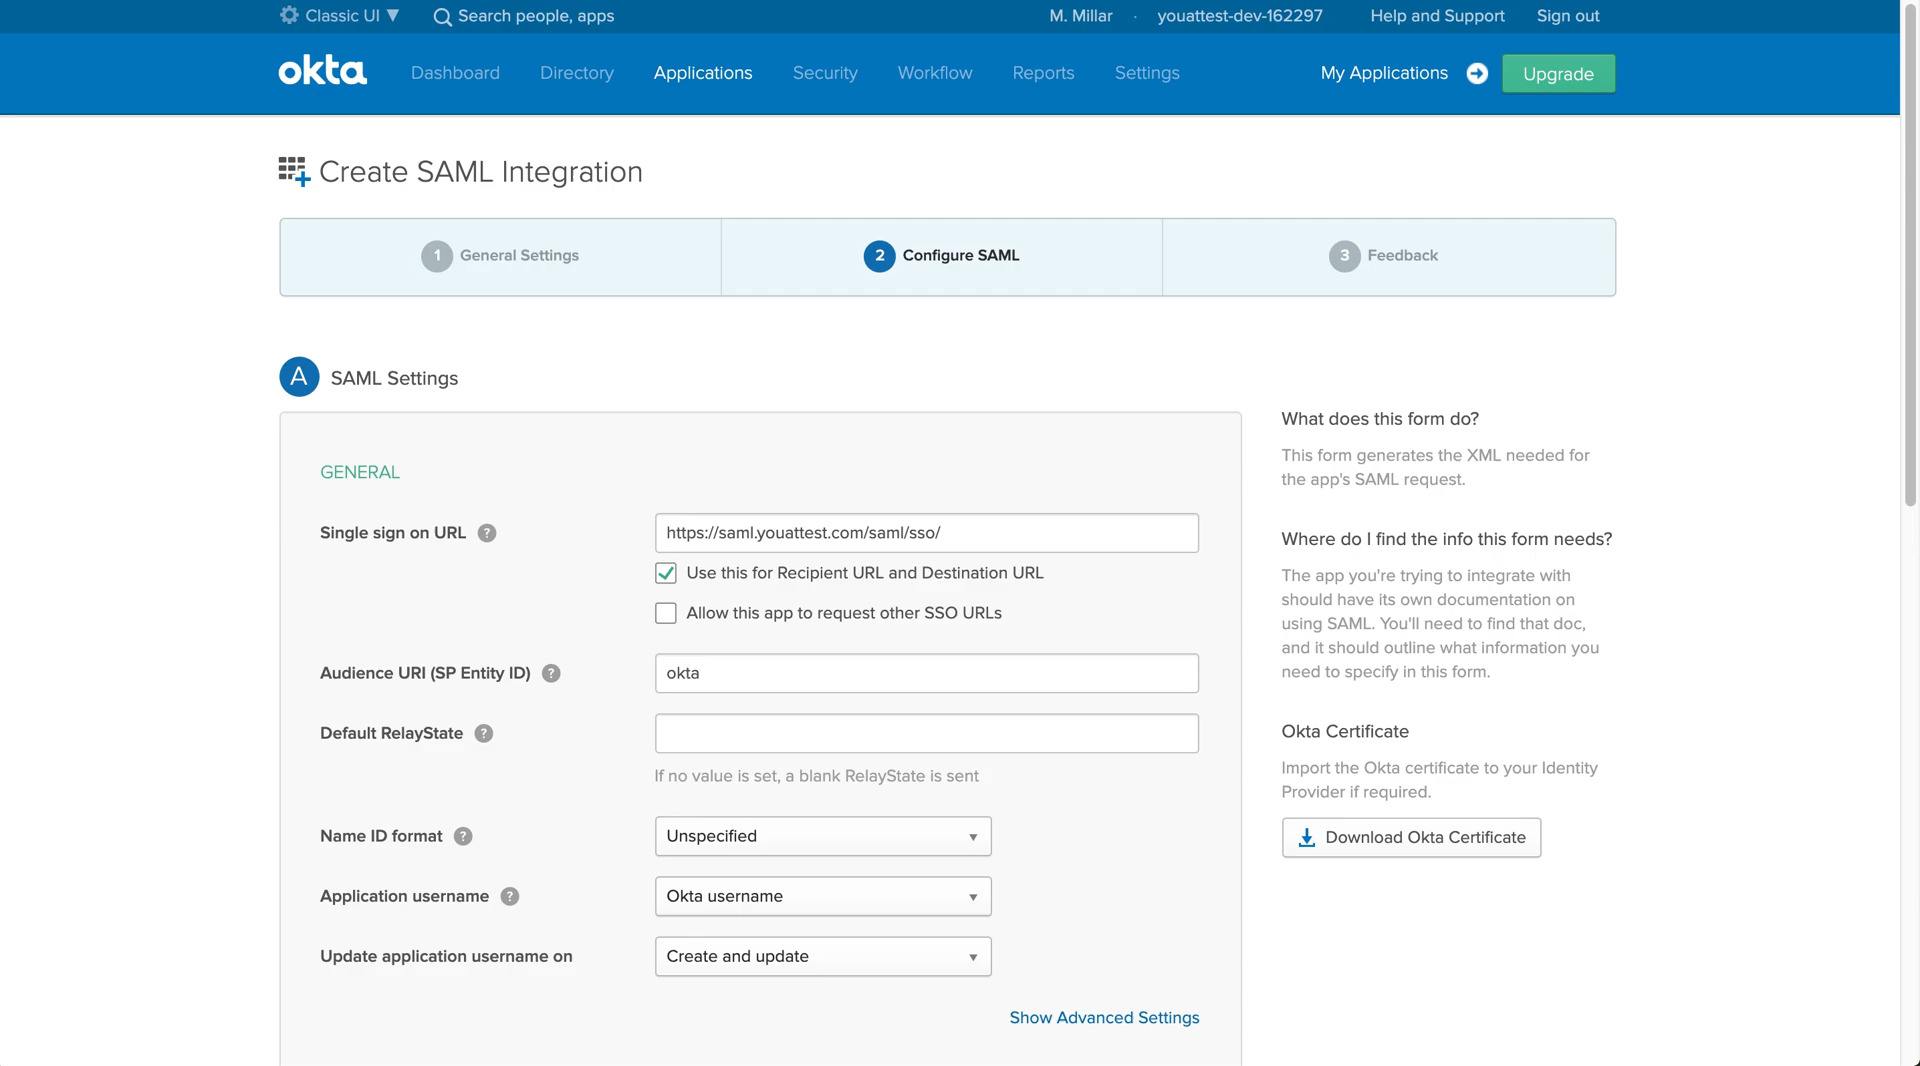 Classic UI ▼
Search people, apps
M. Millar · youattest-dev-162297
Help and Support
Sign out
okta
Dashboard
Directory
Applications
Security
Workflow
Reports
Settings
My Applications
Upgrade
Create SAML Integration
1 General Settings
2 Configure SAML
3 Feedback
A SAML Settings
GENERAL
Single sign on URL ?
https://saml.youattest.com/saml/sso/
Use this for Recipient URL and Destination URL
Allow this app to request other SSO URLs
Audience URI (SP Entity ID) ?
okta
Default RelayState ?
If no value is set, a blank RelayState is sent
Name ID format ?
Unspecified
Application username ?
Okta username
Update application username on
Create and update
Show Advanced Settings
What does this form do?
This form generates the XML needed for
the app's SAML request.
Where do I find the info this form needs?
The app you're trying to integrate with
should have its own documentation on
using SAML. You'll need to find that doc,
and it should outline what information you
need to specify in this form.
Okta Certificate
Import the Okta certificate to your Identity
Provider if required.
Download Okta Certificate